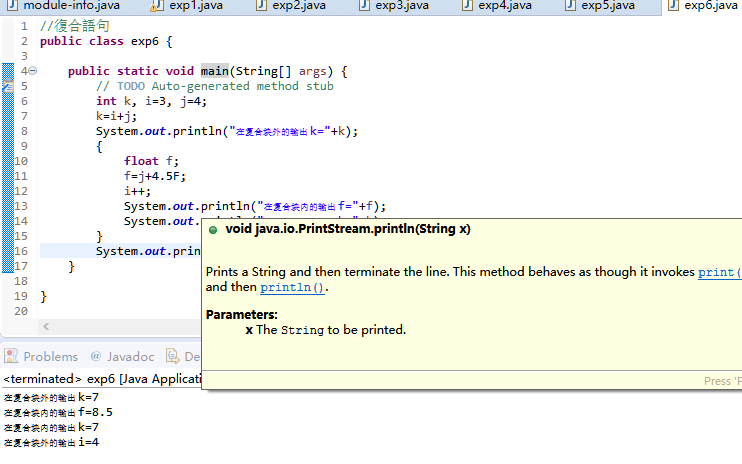 module-info.java exp1.java exp2.java exp3.java exp4.java exp5.java exp6.java
1 //復合語句
2 public class exp6 {
3
4 public static void main(String[] args) {
5 // TODO Auto-generated method stub
6 int k, i=3, j=4;
7 k=i+j;
8 System.out.println("在复合块外的输出k="+k);
9 {
10 float f;
11 f=j+4.5F;
12 i++;
13 System.out.println("在复合块内的输出f="+f);
14 System.out.
15 }
16 System.out.prin
17 }
18
19 }
20
void java.io.PrintStream.println(String x)
Prints a String and then terminate the line. This method behaves as though it invokes print(
and then println().
Parameters:
x The String to be printed.
Press 'F
Problems @ Javadoc De
<terminated> exp6 [Java Applicati
在复合块外的输出k=7
在复合块内的输出f=8.5
在复合块内的输出k=7
在复合块外的输出i=4